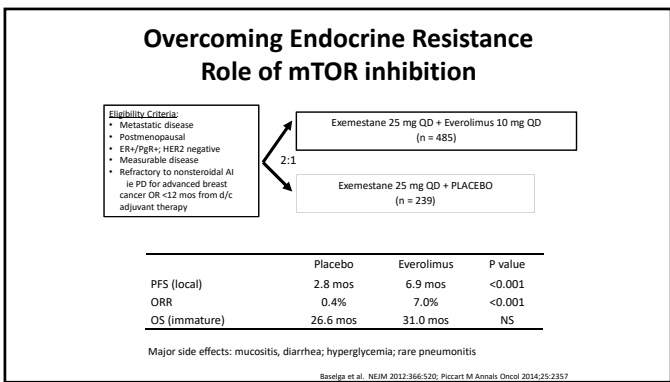 Overcoming Endocrine Resistance
Role of mTOR inhibition
Eligibility Criteria:
• Metastatic disease
• Postmenopausal
• ER+/PgR+; HER2 negative
• Measurable disease
• Refractory to nonsteroidal AI
ie PD for advanced breast
cancer OR <12 mos from d/c
adjuvant therapy
2:1
Exemestane 25 mg QD + Everolimus 10 mg QD
(n = 485)
Exemestane 25 mg QD + PLACEBO
(n = 239)
Placebo Everolimus P value
PFS (local) 2.8 mos 6.9 mos <0.001
ORR 0.4% 7.0% <0.001
OS (immature) 26.6 mos 31.0 mos NS
Major side effects: mucositis, diarrhea; hyperglycemia; rare pneumonitis
Baselga et al. NEJM 2012:366:520; Piccart M Annals Oncol 2014;25:2357